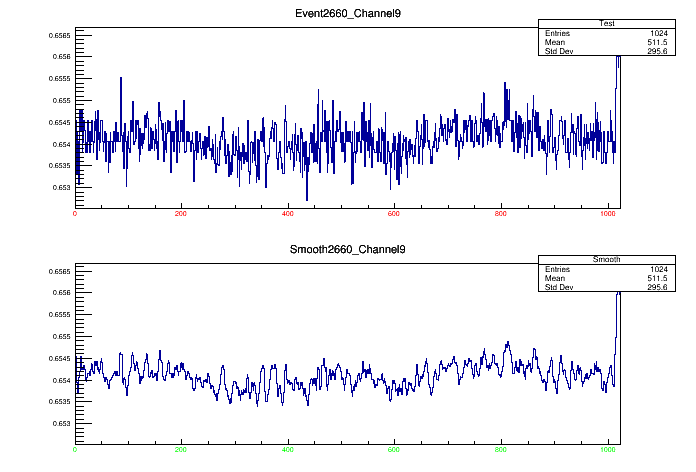 Event2660_Channel9
Test
Entries 1024
Mean 511.5
Std Dev 295.6
0.6565
0.656
0.6555
0.655
0.6545
0.654
0.6535
0.653
0 200 400 600 800 1000
Smooth2660_Channel9
Smooth
Entries 1024
Mean 511.5
Std Dev 295.6
0.6565
0.656
0.6555
0.655
0.6545
0.654
0.6535
0.653
0 200 400 600 800 1000